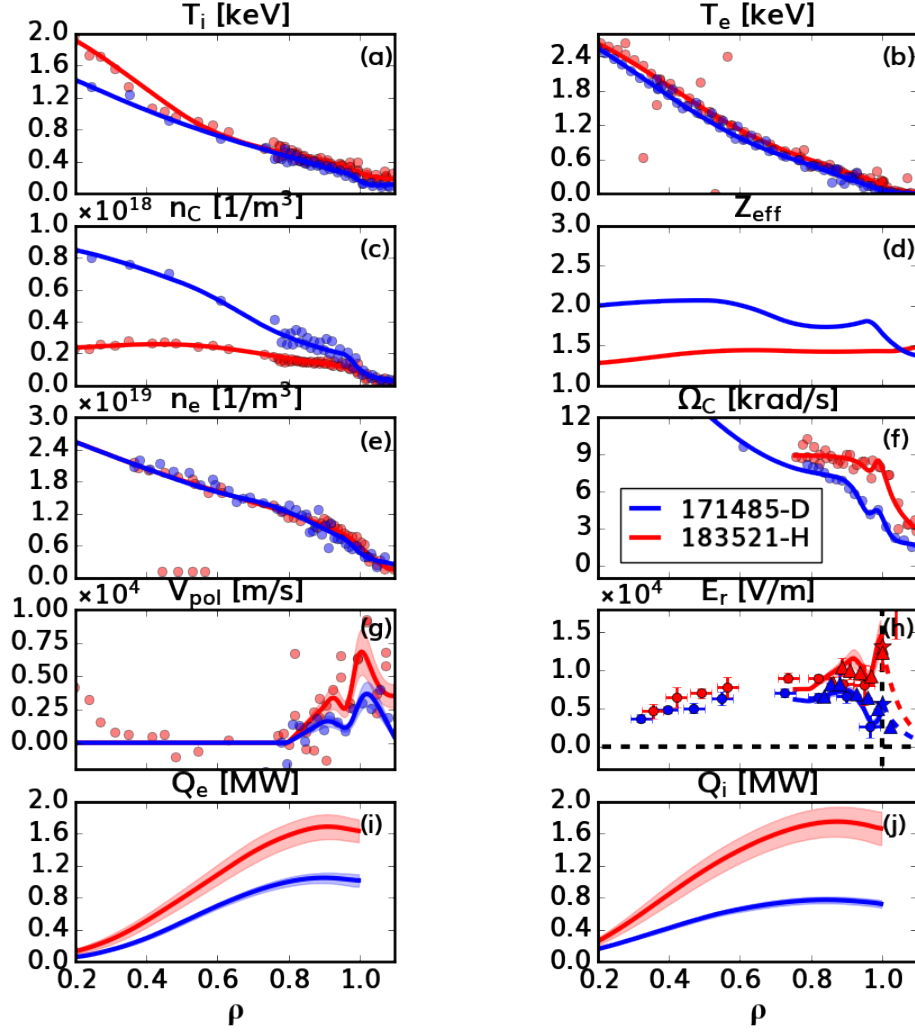 T_i [keV]
2.0
1.6
1.2
0.8
0.4
0.0
(a)
T_e [keV]
2.4
1.8
1.2
0.6
0.0
(b)
×10^18 n_C [1/m^3]
1.0
0.8
0.6
0.4
0.2
0.0
(c)
Z_eff
3.0
2.5
2.0
1.5
1.0
(d)
×10^19 n_e [1/m^3]
3.0
2.4
1.8
1.2
0.6
0.0
(e)
Ω_C [krad/s]
12
9
6
3
0
(f)
171485-D
183521-H
×10^4 V_pol [m/s]
1.00
0.75
0.50
0.25
0.00
(g)
×10^4 E_r [V/m]
1.5
1.0
0.5
0.0
(h)
Q_e [MW]
2.0
1.6
1.2
0.8
0.4
0.0
(i)
0.2 0.4 0.6 0.8 1.0
ρ
Q_i [MW]
2.0
1.6
1.2
0.8
0.4
0.0
(j)
0.2 0.4 0.6 0.8 1.0
ρ